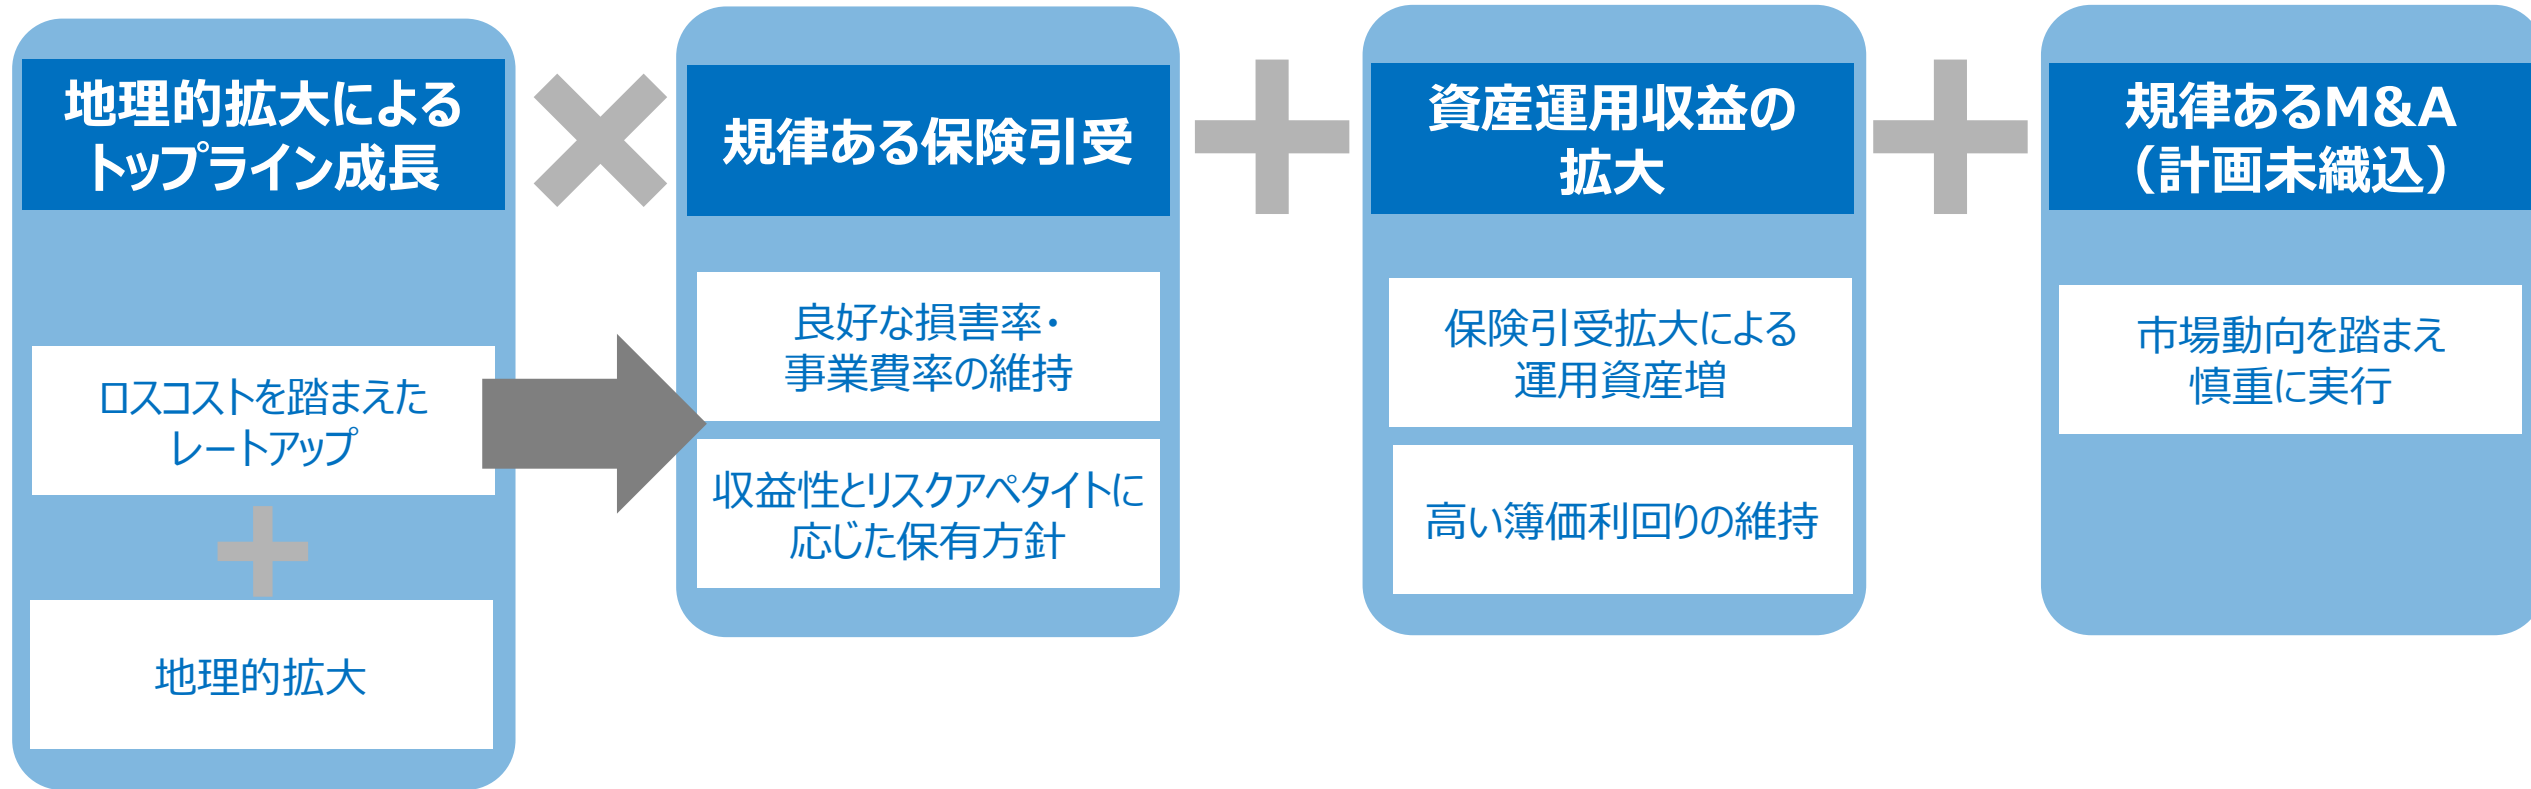 地理的拡大による
トップライン成長
ロスコストを踏まえた
レートアップ
地理的拡大
規律ある保険引受
良好な損害率・
事業費率の維持
収益性とリスクアペタイトに
応じた保有方針
資産運用収益の
拡大
保険引受拡大による
運用資産増
高い簿価利回りの維持
規律あるM&A
（計画未織込）
市場動向を踏まえ
慎重に実行